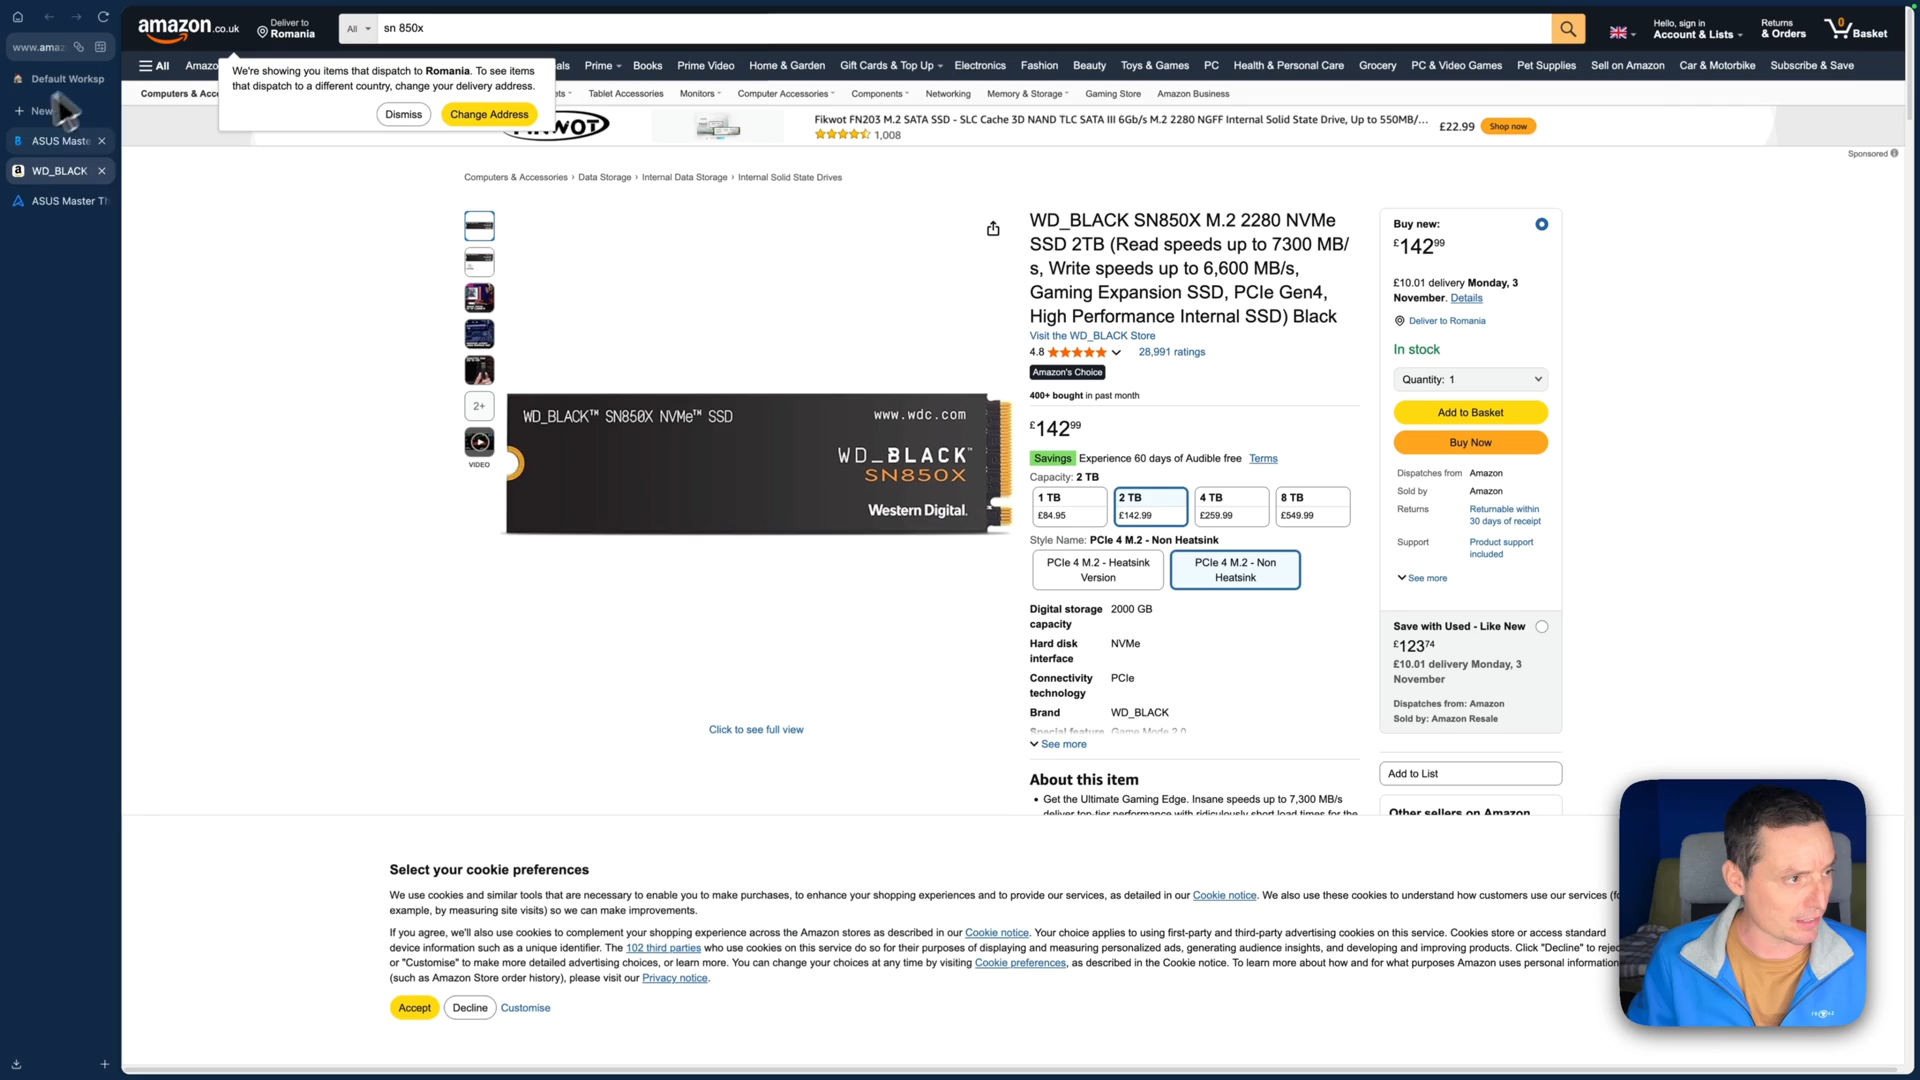 www.ama
Default Worksp
New
ASUS Maste
WD_BLACK
ASUS Master Th
amazon.co.uk
Deliver to
Romania
All
sn 850x
Hello, sign in
Account & Lists
Returns
& Orders
0
Basket
All
Amazo
als
Prime
Books
Prime Video
Home & Garden
Gift Cards & Top Up
Electronics
Fashion
Beauty
Toys & Games
PC
Health & Personal Care
Grocery
PC & Video Games
Pet Supplies
Sell on Amazon
Car & Motorbike
Subscribe & Save
We're showing you items that dispatch to Romania. To see items
that dispatch to a different country, change your delivery address.
Dismiss
Change Address
Computers & Acce
ets
Tablet Accessories
Monitors
Computer Accessories
Components
Networking
Memory & Storage
Gaming Store
Amazon Business
FIKWOT
Fikwot FN203 M.2 SATA SSD - SLC Cache 3D NAND TLC SATA III 6Gb/s M.2 2280 NGFF Internal Solid State Drive, Up to 550MB/...
1,008
£22.99
Shop now
Sponsored
Computers & Accessories › Data Storage › Internal Data Storage › Internal Solid State Drives
2+
VIDEO
WD_BLACK™ SN850X NVMe™ SSD
www.wdc.com
WD_BLACK™
SN850X
Western Digital.
Click to see full view
WD_BLACK SN850X M.2 2280 NVMe
SSD 2TB (Read speeds up to 7300 MB/
s, Write speeds up to 6,600 MB/s,
Gaming Expansion SSD, PCIe Gen4,
High Performance Internal SSD) Black
Visit the WD_BLACK Store
4.8
28,991 ratings
Amazon's Choice
400+ bought in past month
£142.99
Savings Experience 60 days of Audible free Terms
Capacity: 2 TB
1 TB
£84.95
2 TB
£142.99
4 TB
£259.99
8 TB
£549.99
Style Name: PCIe 4 M.2 - Non Heatsink
PCIe 4 M.2 - Heatsink
Version
PCIe 4 M.2 - Non
Heatsink
Digital storage
capacity
2000 GB
Hard disk
interface
NVMe
Connectivity
technology
PCIe
Brand
WD_BLACK
Special feature
Game Mode 2.0
See more
About this item
• Get the Ultimate Gaming Edge. Insane speeds up to 7,300 MB/s
deliver top-tier performance with ridiculously short load times for the
Buy new:
£142.99
£10.01 delivery Monday, 3
November. Details
Deliver to Romania
In stock
Quantity: 1
Add to Basket
Buy Now
Dispatches from
Amazon
Sold by
Amazon
Returns
Returnable within
30 days of receipt
Support
Product support
included
See more
Save with Used - Like New
£123.74
£10.01 delivery Monday, 3
November
Dispatches from: Amazon
Sold by: Amazon Resale
Add to List
Other sellers on Amazon
Select your cookie preferences
We use cookies and similar tools that are necessary to enable you to make purchases, to enhance your shopping experiences and to provide our services, as detailed in our Cookie notice. We also use these cookies to understand how customers use our services (fo
example, by measuring site visits) so we can make improvements.
If you agree, we'll also use cookies to complement your shopping experience across the Amazon stores as described in our Cookie notice. Your choice applies to using first-party and third-party advertising cookies on this service. Cookies store or access standard
device information such as a unique identifier. The 102 third parties who use cookies on this service do so for their purposes of displaying and measuring personalized ads, generating audience insights, and developing and improving products. Click "Decline" to rejec
or "Customise" to make more detailed advertising choices, or learn more. You can change your choices at any time by visiting Cookie preferences, as described in the Cookie notice. To learn more about how and for what purposes Amazon uses personal information
(such as Amazon Store order history), please visit our Privacy notice.
Accept
Decline
Customise